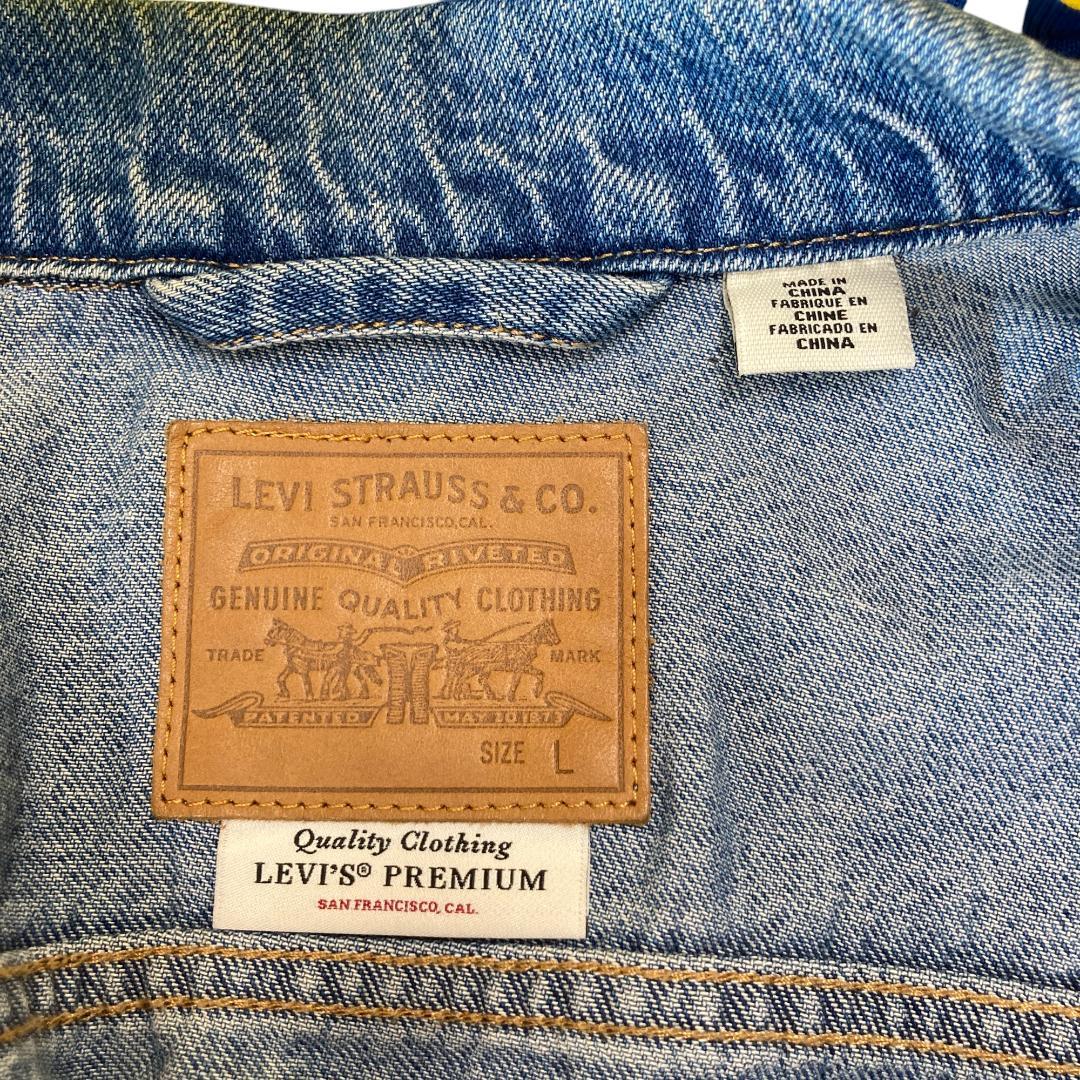 MADE IN
CHINA
FABRIQUE EN
CHINE
FABRICADO EN
CHINA
LEVI STRAUSS & CO.
SAN FRANCISCO, CAL.
ORIGINAL RIVETED
GENUINE QUALITY CLOTHING
TRADE MARK
PATENTED MAY 20 1873
SIZE L
Quality Clothing
LEVI'S® PREMIUM
SAN FRANCISCO, CAL.